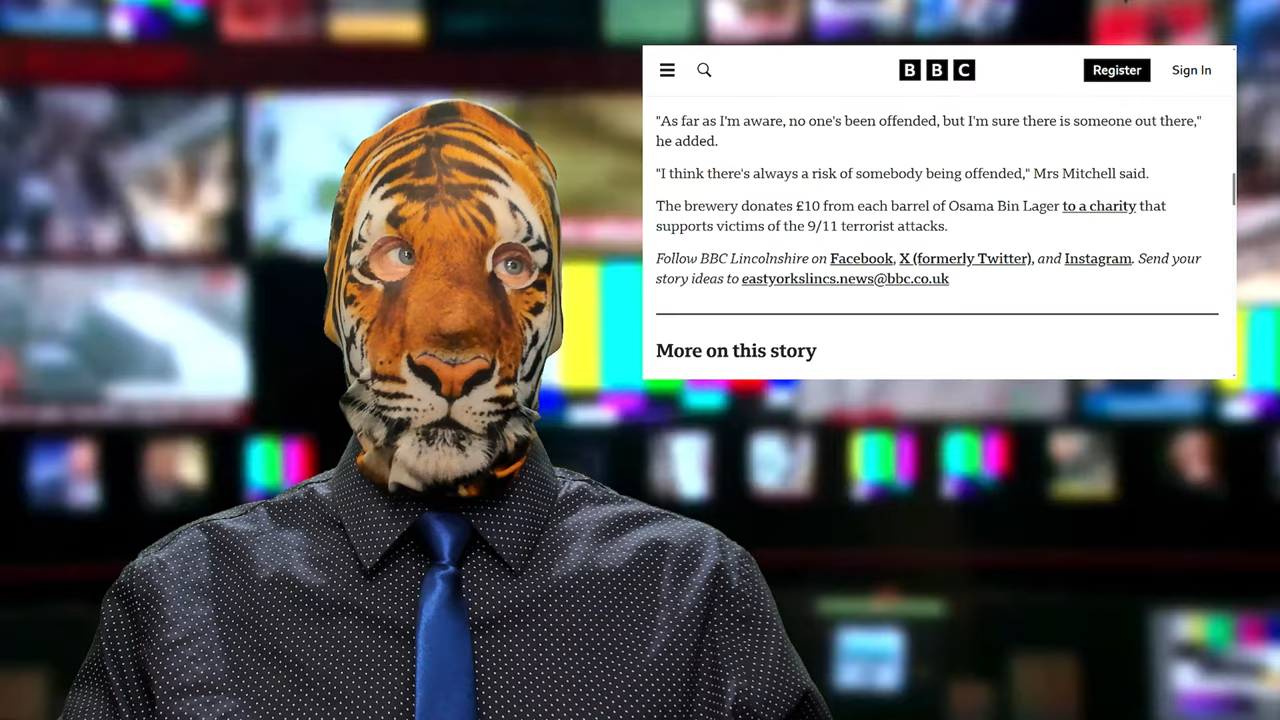 BBC
Register
Sign In
"As far as I'm aware, no one's been offended, but I'm sure there is someone out there,"
he added.
"I think there's always a risk of somebody being offended," Mrs Mitchell said.
The brewery donates £10 from each barrel of Osama Bin Lager to a charity that
supports victims of the 9/11 terrorist attacks.
Follow BBC Lincolnshire on Facebook, X (formerly Twitter), and Instagram. Send your
story ideas to eastyorkslincs.news@bbc.co.uk
More on this story